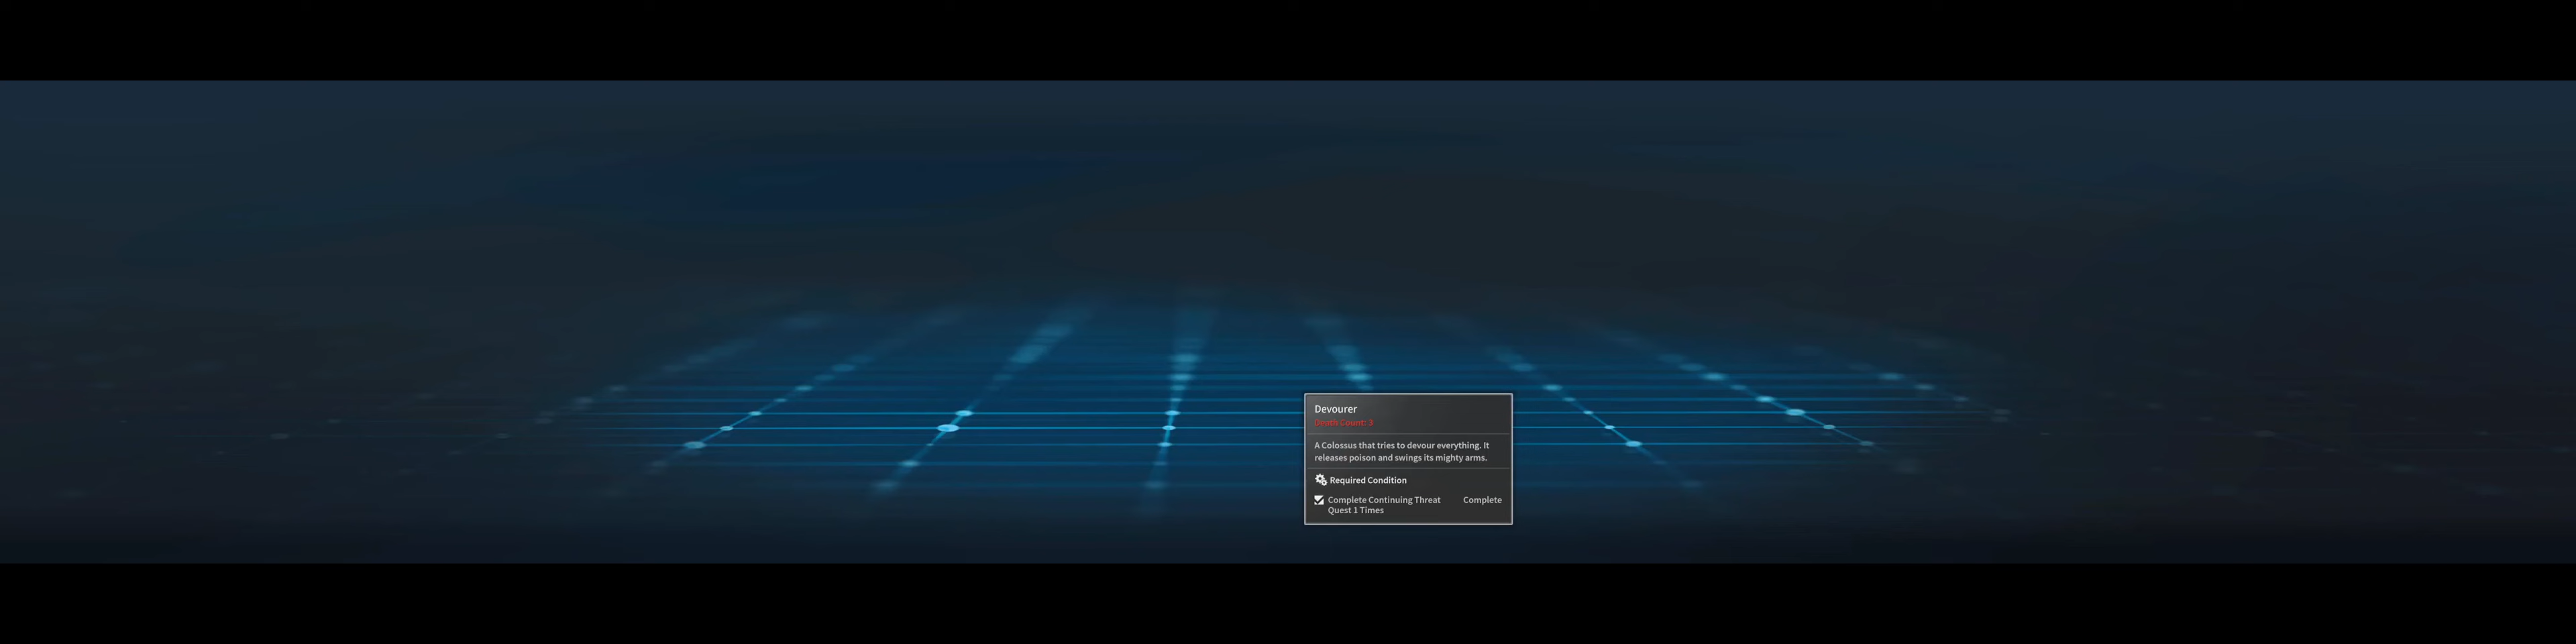 Devourer
Death Count: 3
A Colossus that tries to devour everything. It
releases poison and swings its mighty arms.
Required Condition
Complete Continuing Threat Complete
Quest 1 Times